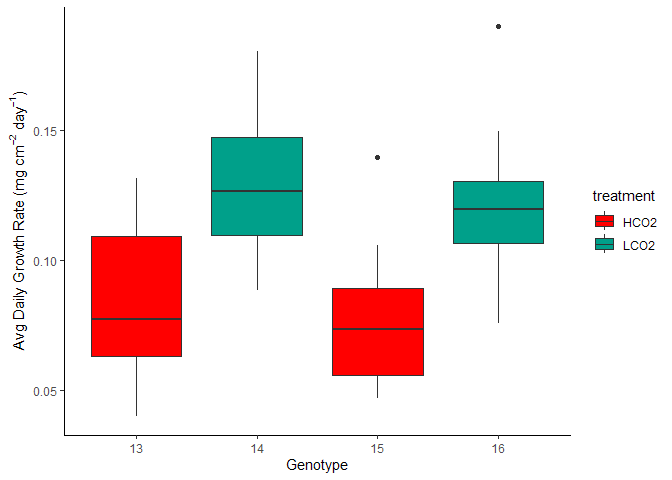 Avg Daily Growth Rate (mg cm⁻² day⁻¹)
0.15
0.10
0.05
13 14 15 16
Genotype
treatment
HCO2
LCO2